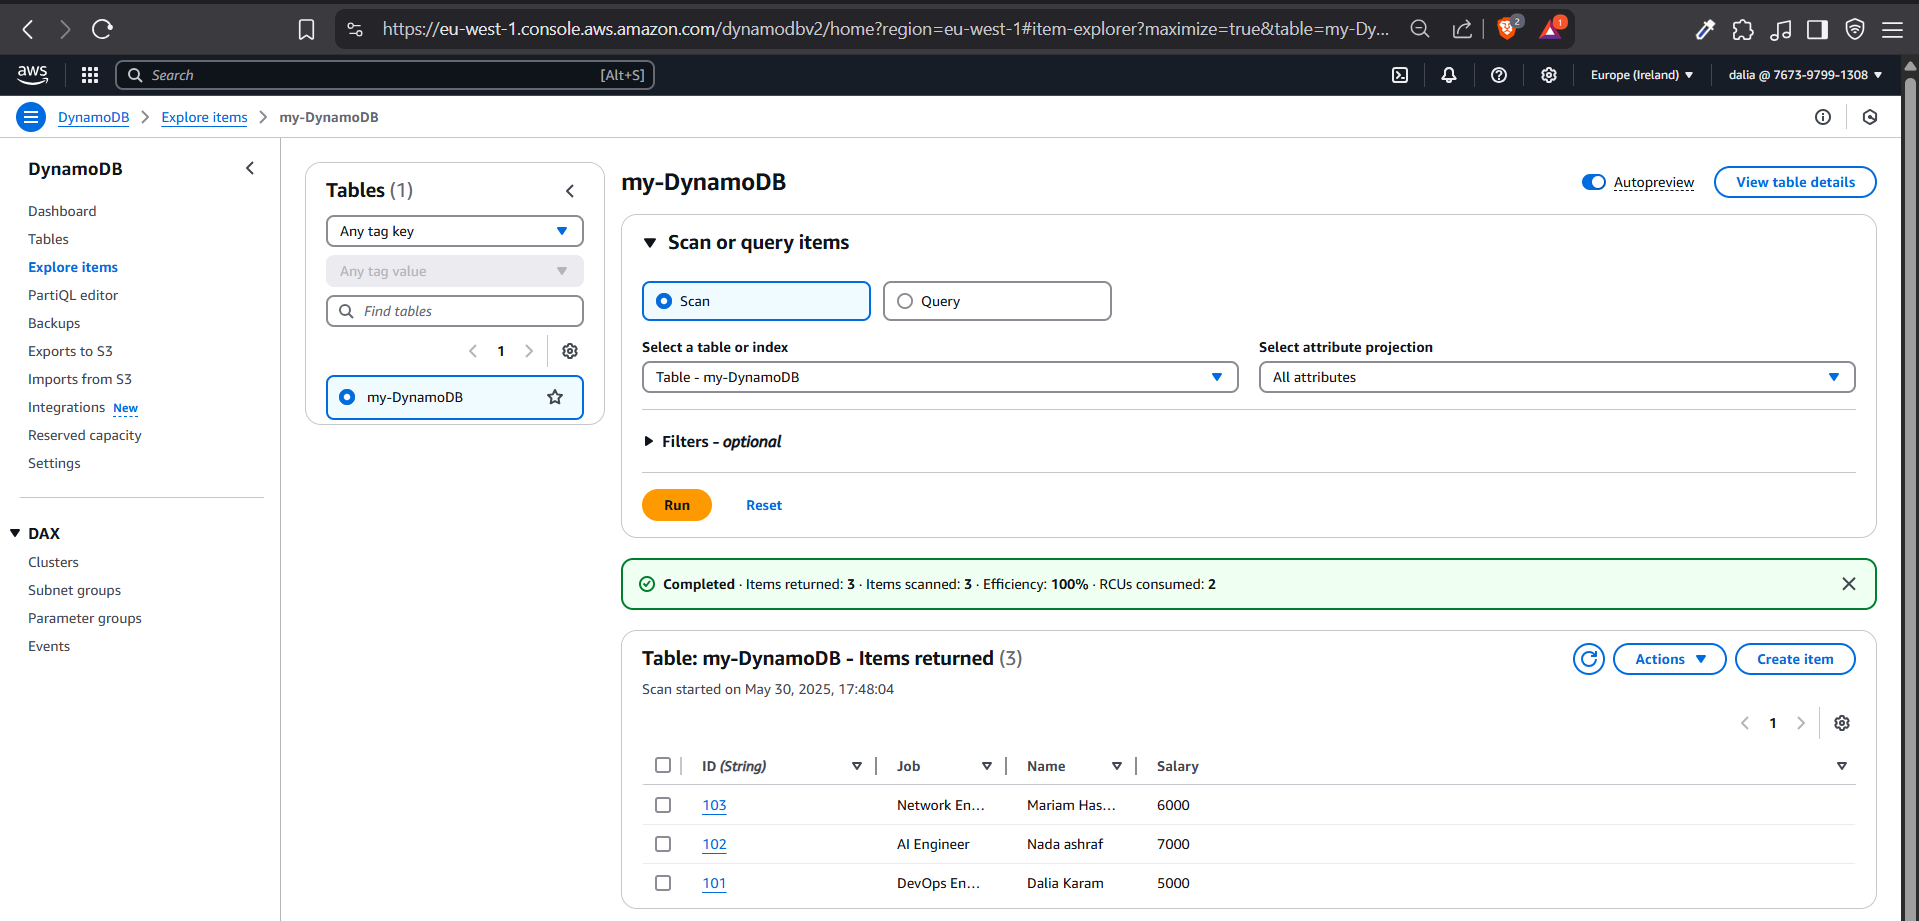 https://eu-west-1.console.aws.amazon.com/dynamodbv2/home?region=eu-west-1#item-explorer?maximize=true&table=my-Dy...
2
1
aws
Search
[Alt+S]
Europe (Ireland)
dalia @ 7673-9799-1308
DynamoDB
Explore items
my-DynamoDB
DynamoDB
Dashboard
Tables
Explore items
PartiQL editor
Backups
Exports to S3
Imports from S3
Integrations New
Reserved capacity
Settings
DAX
Clusters
Subnet groups
Parameter groups
Events
Tables (1)
Any tag key
Any tag value
Find tables
1
my-DynamoDB
my-DynamoDB
Autopreview
View table details
Scan or query items
Scan
Query
Select a table or index
Table - my-DynamoDB
Select attribute projection
All attributes
Filters - optional
Run
Reset
Completed · Items returned: 3 · Items scanned: 3 · Efficiency: 100% · RCUs consumed: 2
Table: my-DynamoDB - Items returned (3)
Scan started on May 30, 2025, 17:48:04
Actions
Create item
1
ID (String) Job Name Salary
103 Network En... Mariam Has... 6000
102 AI Engineer Nada ashraf 7000
101 DevOps En... Dalia Karam 5000